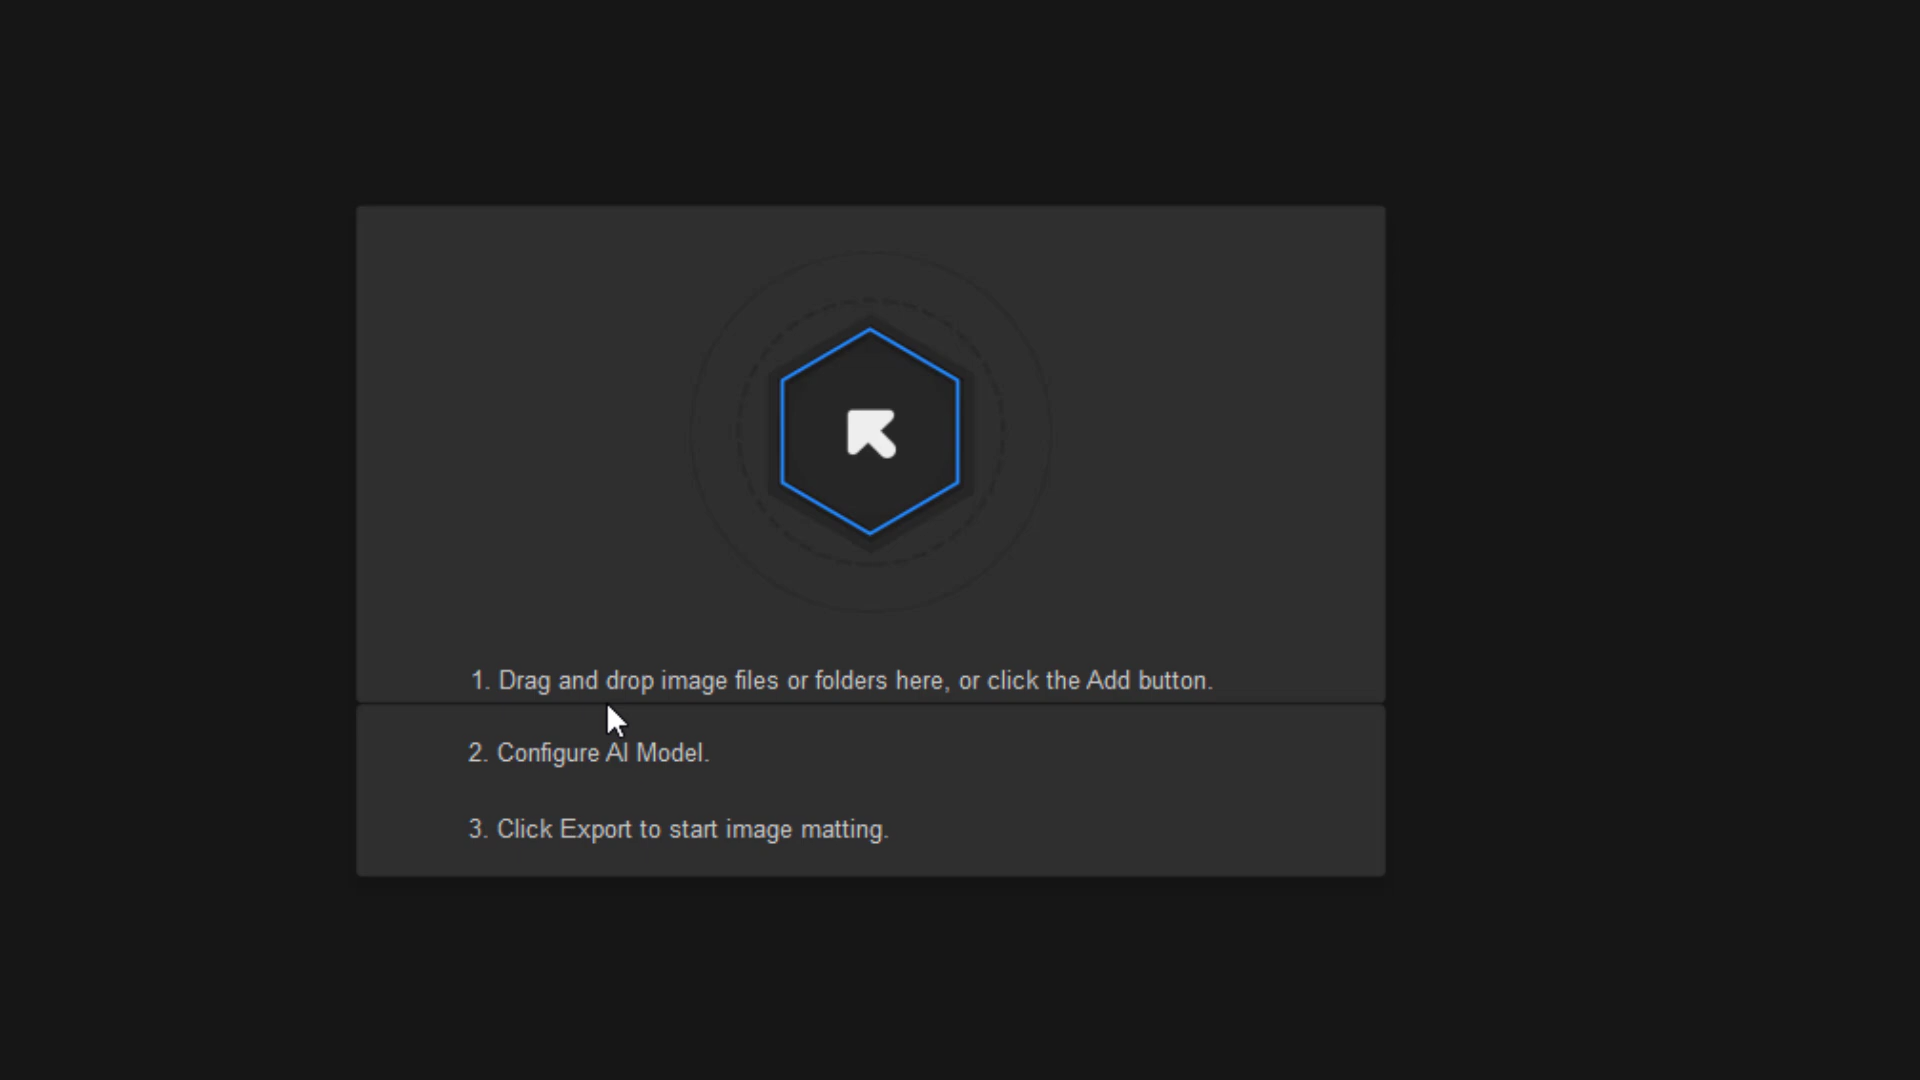 1. Drag and drop image files or folders here, or click the Add button.
2. Configure AI Model.
3. Click Export to start image matting.